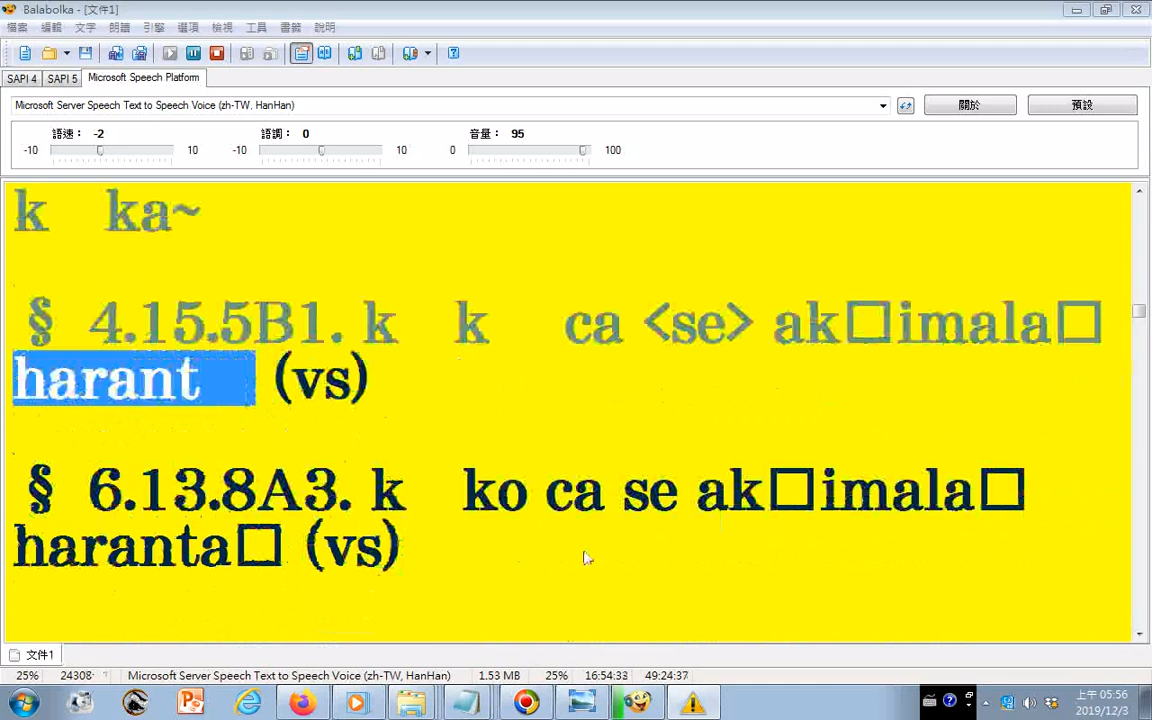 Balabolka - [文件1]
檔案 編輯 文字 朗讀 引擎 選項 檢視 工具 書籤 說明
SAPI 4 SAPI 5 Microsoft Speech Platform
Microsoft Server Speech Text to Speech Voice (zh-TW, HanHan) 關於 預設
語速： -2 語調： 0 音量： 95
-10 10 -10 10 0 100
k ka~
§ 4.15.5B1. k k ca <se> ak□imala□
harant (vs)
§ 6.13.8A3. k ko ca se ak□imala□
haranta□ (vs)
文件1
25% 24308 Microsoft Server Speech Text to Speech Voice (zh-TW, HanHan) 1.53 MB 25% 16:54:33 49:24:37
上午 05:56
2019/12/3